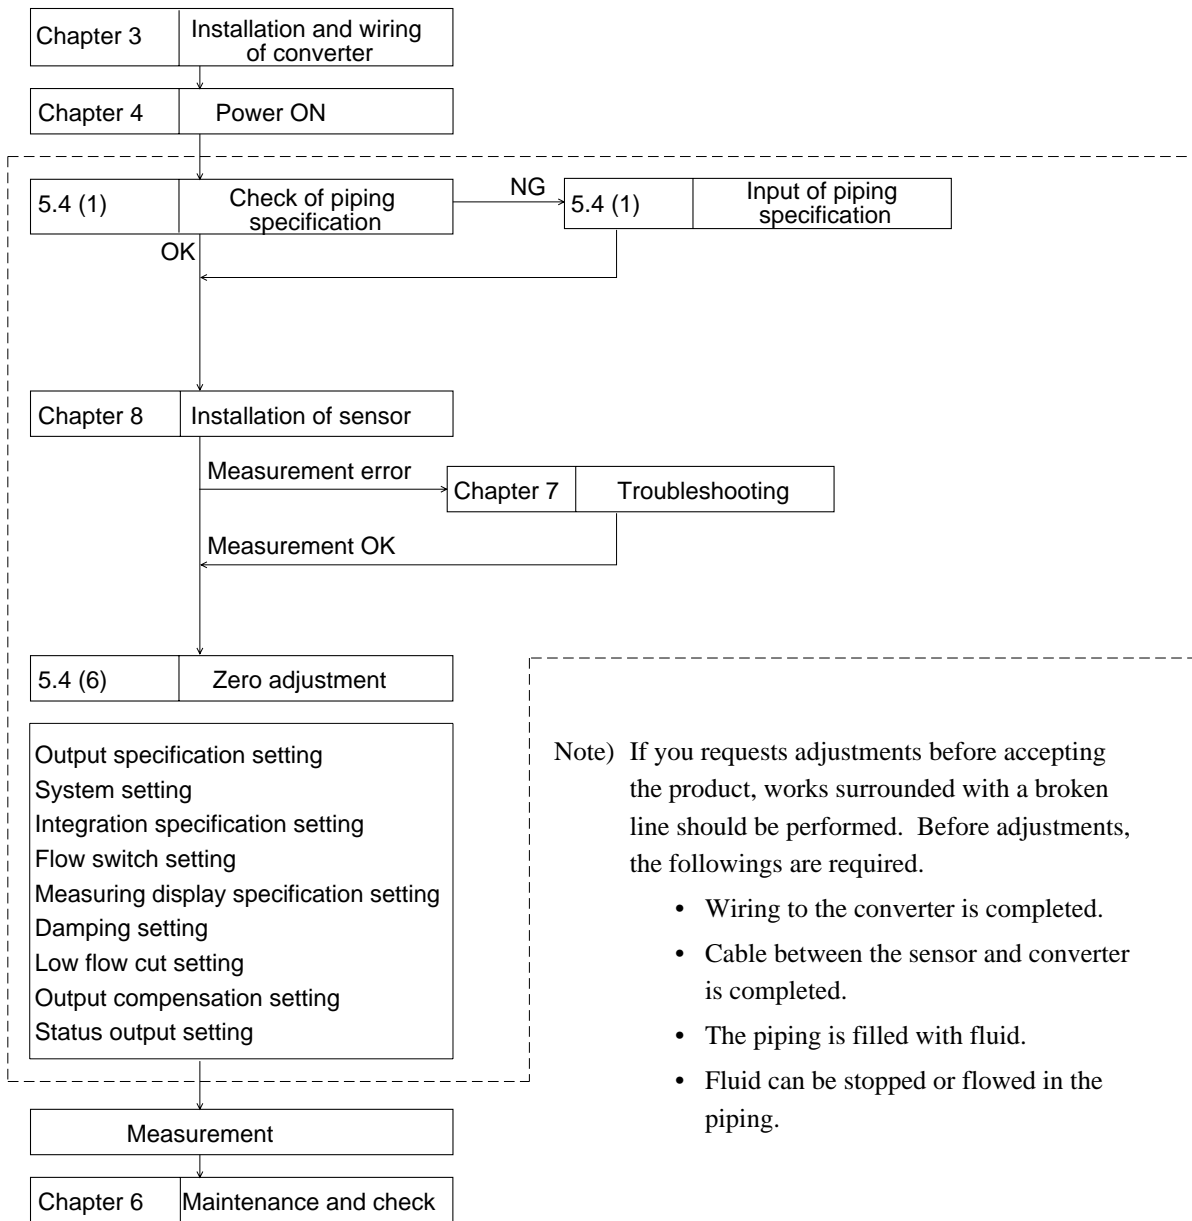 Chapter 3
Installation and wiring
of converter
Chapter 4
Power ON
5.4 (1)
Check of piping
specification
NG
5.4 (1)
Input of piping
specification
OK
Chapter 8
Installation of sensor
Measurement error
Chapter 7
Troubleshooting
Measurement OK
5.4 (6)
Zero adjustment
Output specification setting
System setting
Integration specification setting
Flow switch setting
Measuring display specification setting
Damping setting
Low flow cut setting
Output compensation setting
Status output setting
Note) If you requests adjustments before accepting
the product, works surrounded with a broken
line should be performed. Before adjustments,
the followings are required.
• Wiring to the converter is completed.
• Cable between the sensor and converter
is completed.
• The piping is filled with fluid.
• Fluid can be stopped or flowed in the
piping.
Measurement
Chapter 6
Maintenance and check